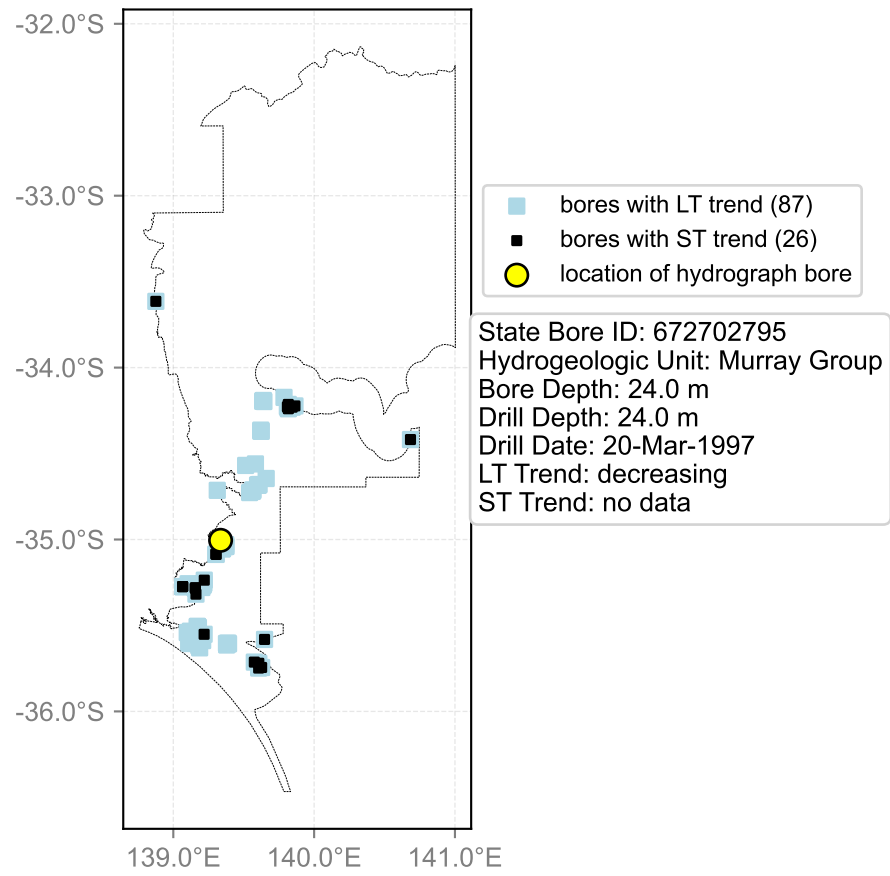 -32.0°S
-33.0°S
-34.0°S
-35.0°S
-36.0°S
139.0°E
140.0°E
141.0°E
bores with LT trend (87)
bores with ST trend (26)
location of hydrograph bore
State Bore ID: 672702795
Hydrogeologic Unit: Murray Group
Bore Depth: 24.0 m
Drill Depth: 24.0 m
Drill Date: 20-Mar-1997
LT Trend: decreasing
ST Trend: no data